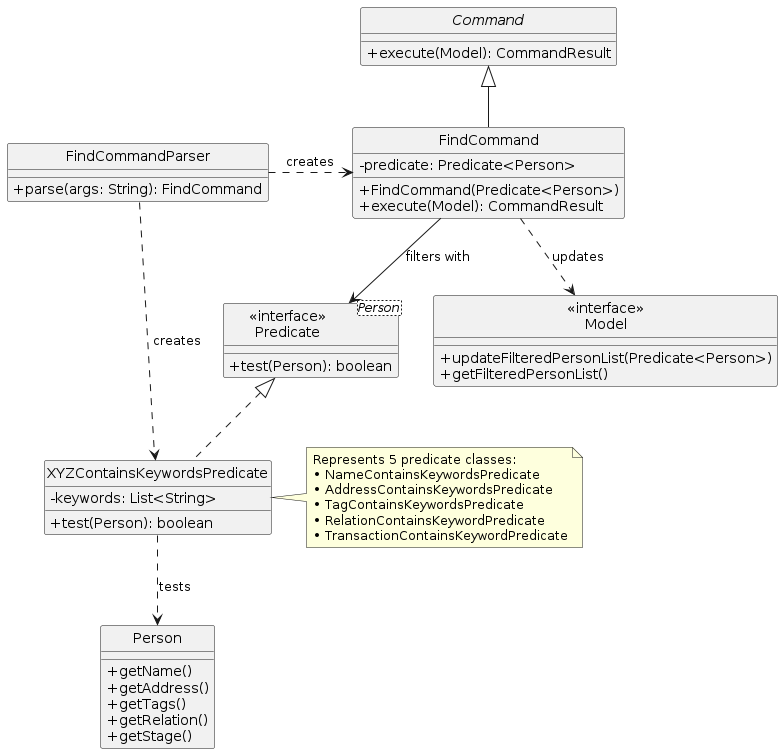 Command
+execute(Model): CommandResult
FindCommandParser
+parse(args: String): FindCommand
creates
FindCommand
-predicate: Predicate<Person>
+FindCommand(Predicate<Person>)
+execute(Model): CommandResult
filters with
updates
«interface»
Predicate
Person
+test(Person): boolean
«interface»
Model
+updateFilteredPersonList(Predicate<Person>)
+getFilteredPersonList()
creates
XYZContainsKeywordsPredicate
-keywords: List<String>
+test(Person): boolean
Represents 5 predicate classes:
• NameContainsKeywordsPredicate
• AddressContainsKeywordsPredicate
• TagContainsKeywordsPredicate
• RelationContainsKeywordPredicate
• TransactionContainsKeywordPredicate
tests
Person
+getName()
+getAddress()
+getTags()
+getRelation()
+getStage()